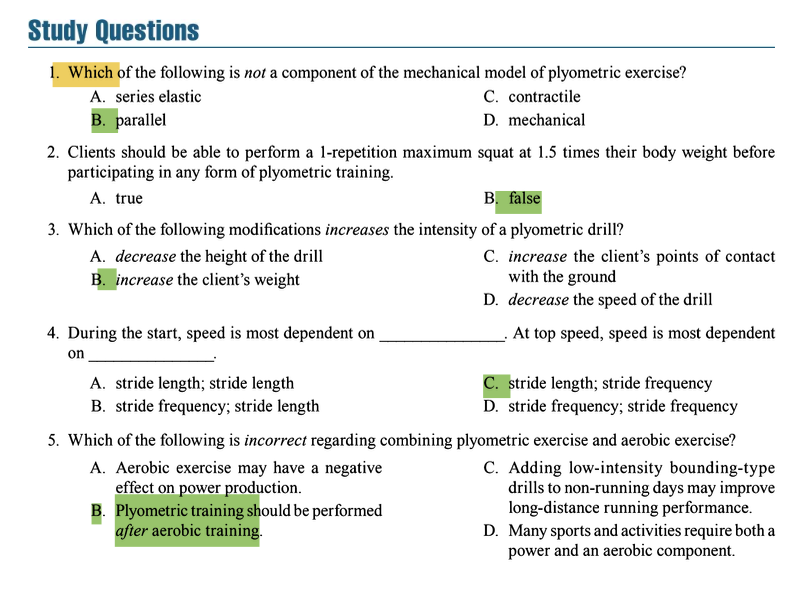 Study Questions
1. Which of the following is not a component of the mechanical model of plyometric exercise?
A. series elastic
B. parallel
C. contractile
D. mechanical
2. Clients should be able to perform a 1-repetition maximum squat at 1.5 times their body weight before
participating in any form of plyometric training.
A. true
B. false
3. Which of the following modifications increases the intensity of a plyometric drill?
A. decrease the height of the drill
B. increase the client's weight
C. increase the client's points of contact
with the ground
D. decrease the speed of the drill
4. During the start, speed is most dependent on _______________. At top speed, speed is most dependent
on _______________.
A. stride length; stride length
B. stride frequency; stride length
C. stride length; stride frequency
D. stride frequency; stride frequency
5. Which of the following is incorrect regarding combining plyometric exercise and aerobic exercise?
A. Aerobic exercise may have a negative
effect on power production.
B. Plyometric training should be performed
after aerobic training.
C. Adding low-intensity bounding-type
drills to non-running days may improve
long-distance running performance.
D. Many sports and activities require both a
power and an aerobic component.